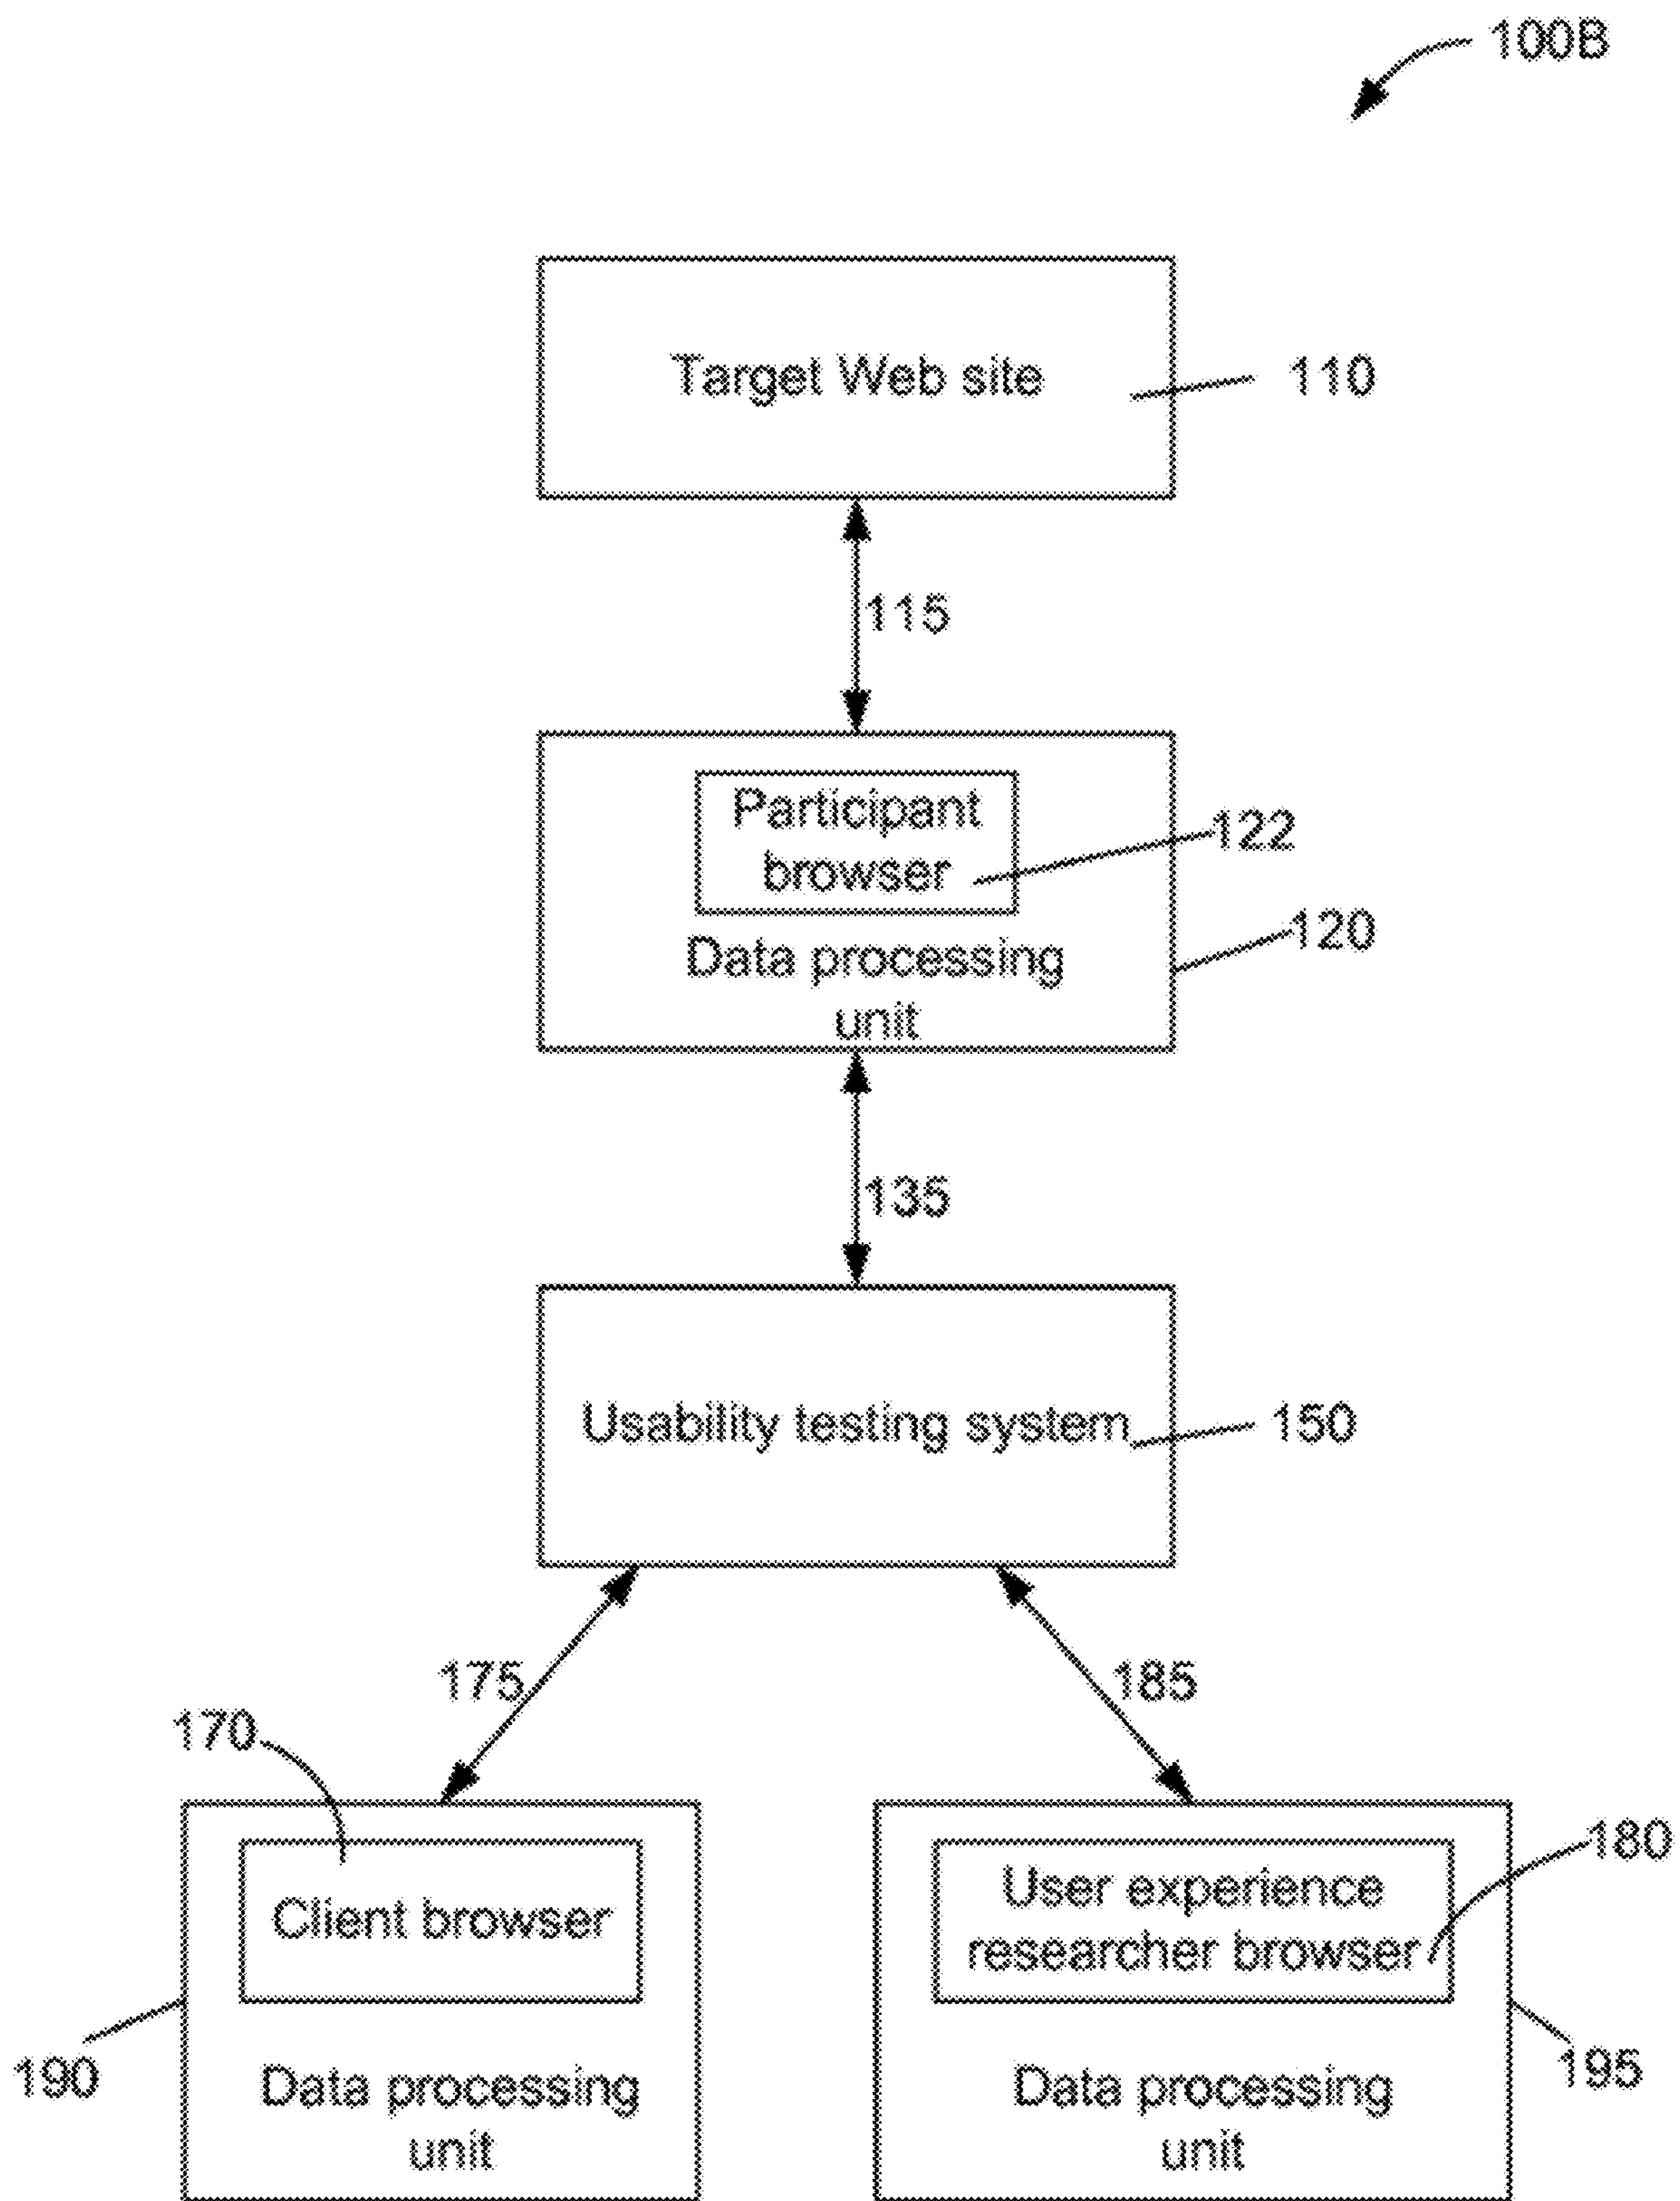 100B
Target Web site
110
115
Participant
browser
122
120
Data processing
unit
135
Usability testing system
150
175
185
170
180
Client browser
User experience
researcher browser
190
195
Data processing
unit
Data processing
unit